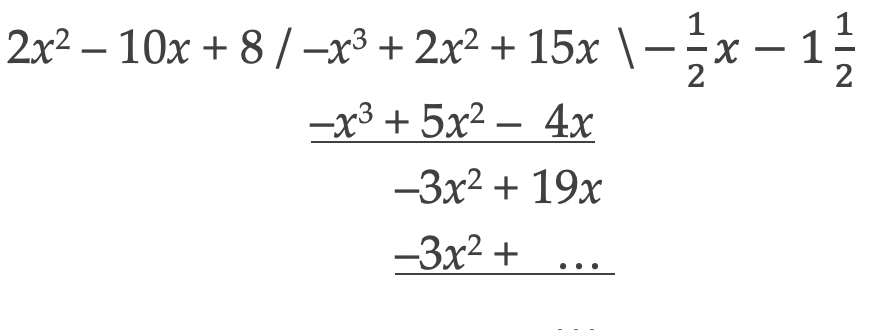 2x² – 10x + 8 / –x³ + 2x² + 15x \ – ½x – 1½
–x³ + 5x² – 4x
–3x² + 19x
–3x² + …
…